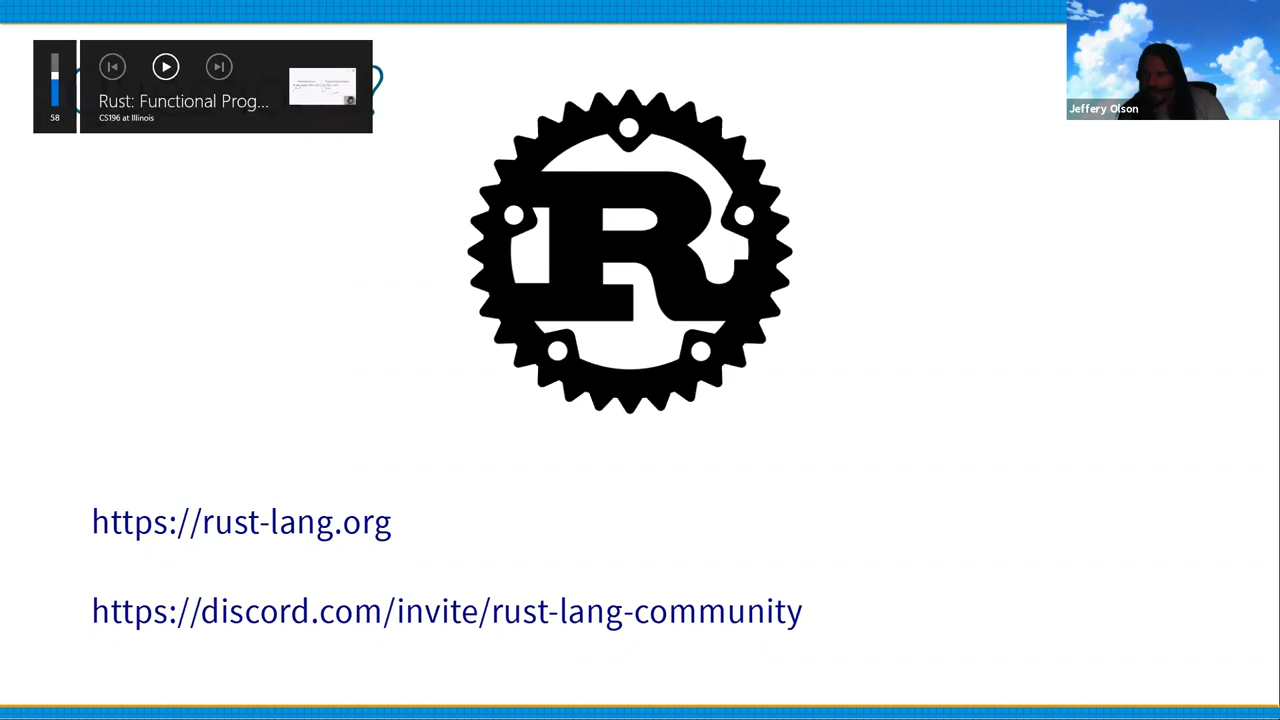 Rust: Functional Prog...
CS196 at Illinois
58
Jeffery Olson
R
https://rust-lang.org
https://discord.com/invite/rust-lang-community